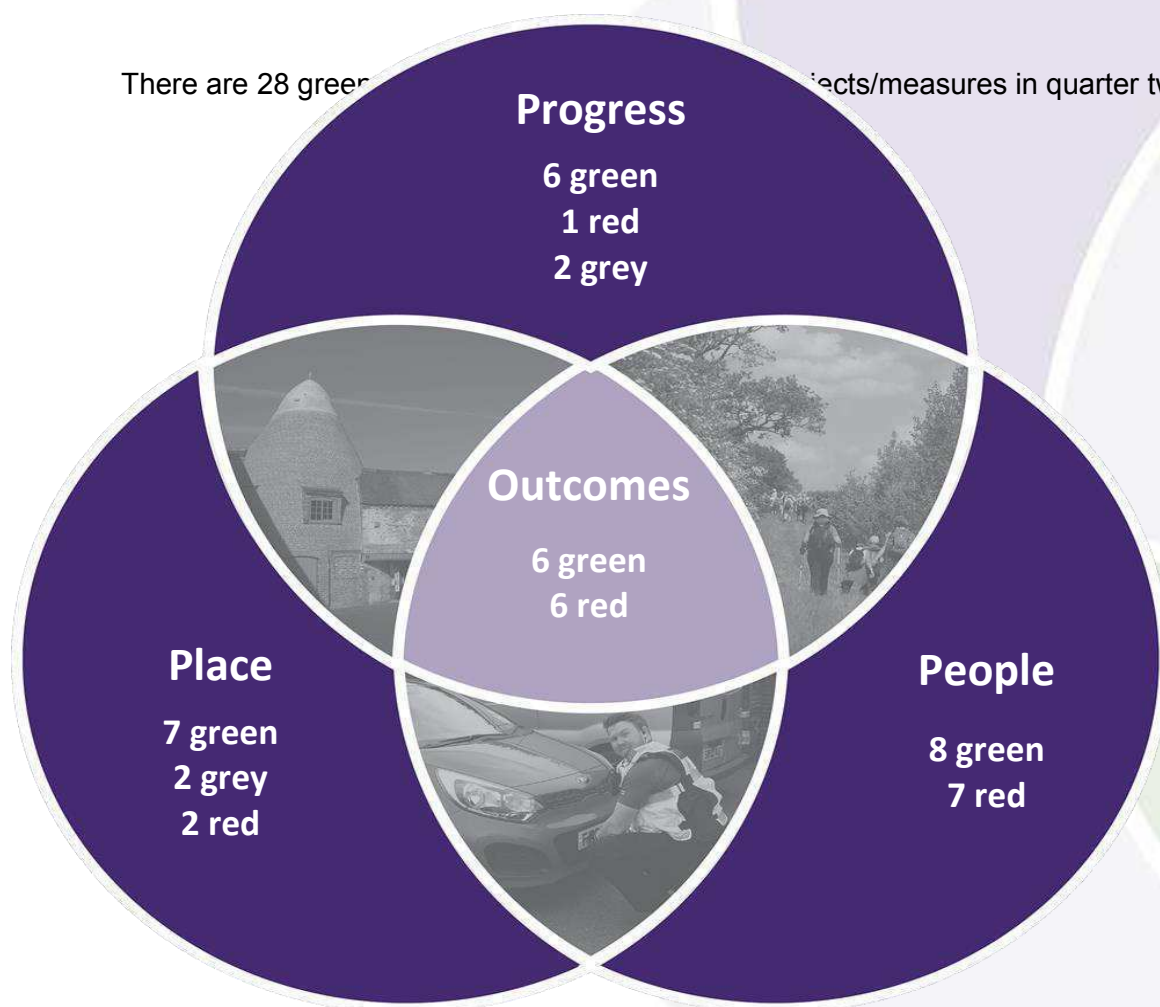 There are 28 green jects/measures in quarter
Progress
6 green
1 red
2 grey
Outcomes
6 green
6 red
Place
7 green
2 grey
2 red
People
8 green
7 red